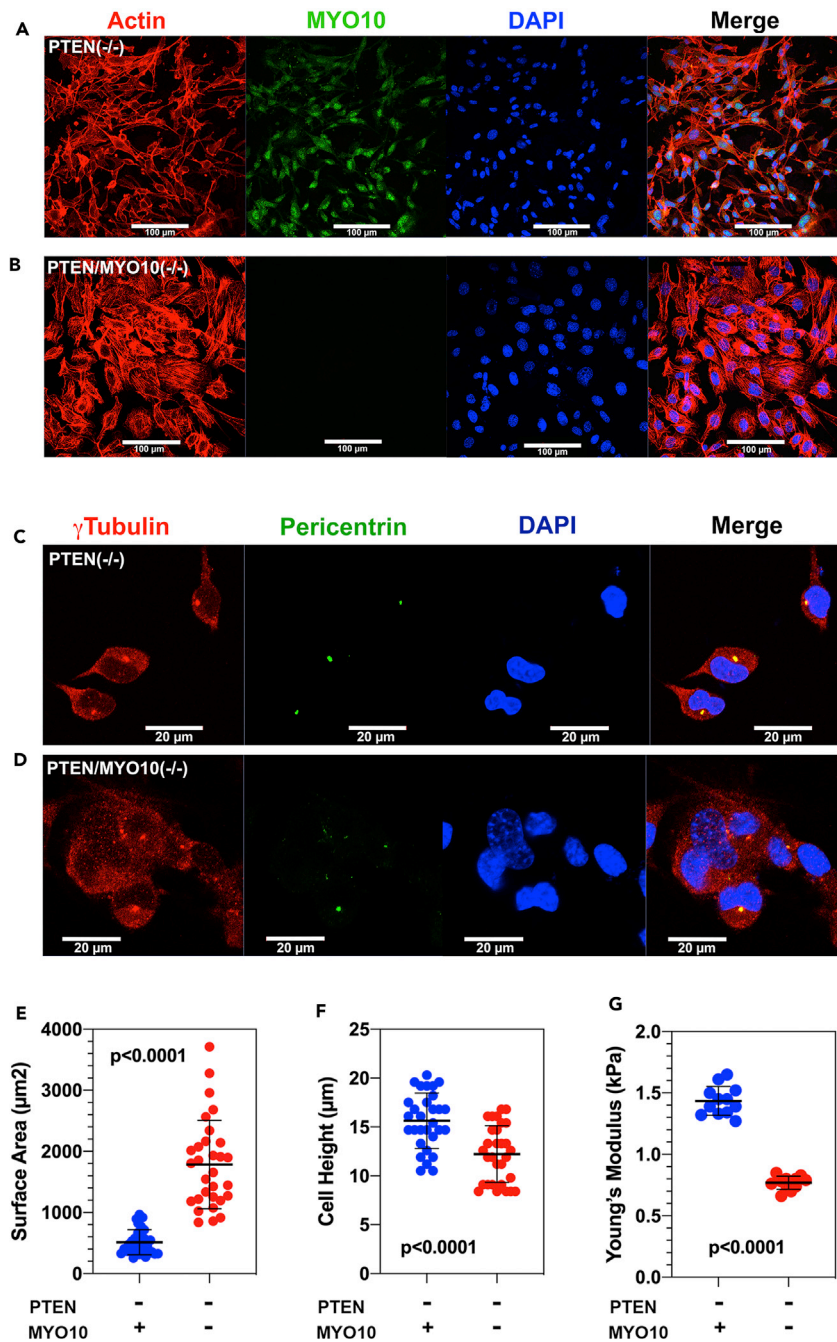 A
Actin MYO10 DAPI Merge
PTEN(-/-)
100 µm 100 µm 100 µm 100 µm
B
PTEN/MYO10(-/-)
100 µm 100 µm 100 µm 100 µm
γTubulin Pericentrin DAPI Merge
C
PTEN(-/-)
20 µm 20 µm 20 µm 20 µm
D
PTEN/MYO10(-/-)
20 µm 20 µm 20 µm 20 µm
E
4000
3000
2000
1000
0
Surface Area (µm2)
p<0.0001
PTEN - -
MYO10 + -
F
25
20
15
10
5
0
Cell Height (µm)
p<0.0001
PTEN - -
MYO10 + -
G
2.0
1.5
1.0
0.5
0.0
Young's Modulus (kPa)
p<0.0001
PTEN - -
MYO10 + -